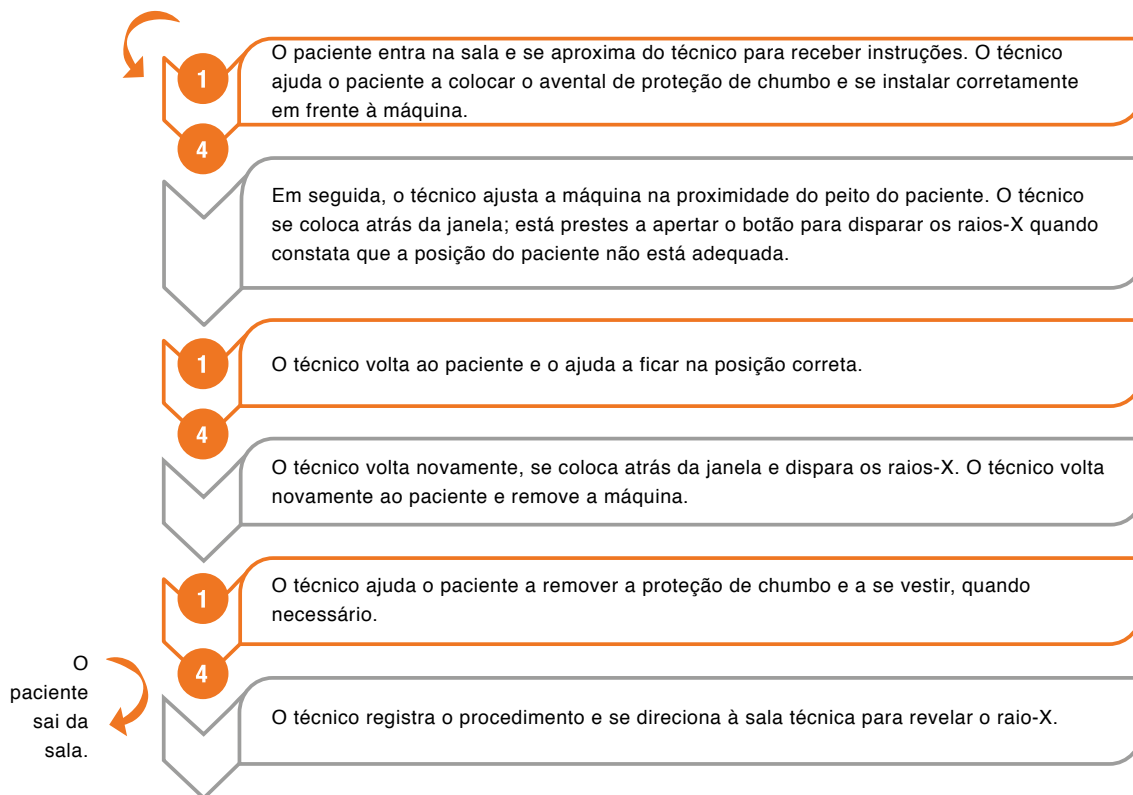 1
O paciente entra na sala e se aproxima do técnico para receber instruções. O técnico
ajuda o paciente a colocar o avental de proteção de chumbo e se instalar corretamente
em frente à máquina.
4
Em seguida, o técnico ajusta a máquina na proximidade do peito do paciente. O técnico
se coloca atrás da janela; está prestes a apertar o botão para disparar os raios-X quando
constata que a posição do paciente não está adequada.
1
O técnico volta ao paciente e o ajuda a ficar na posição correta.
4
O técnico volta novamente, se coloca atrás da janela e dispara os raios-X. O técnico volta
novamente ao paciente e remove a máquina.
1
O técnico ajuda o paciente a remover a proteção de chumbo e a se vestir, quando
necessário.
4
O
paciente
sai da
sala.
O técnico registra o procedimento e se direciona à sala técnica para revelar o raio-X.